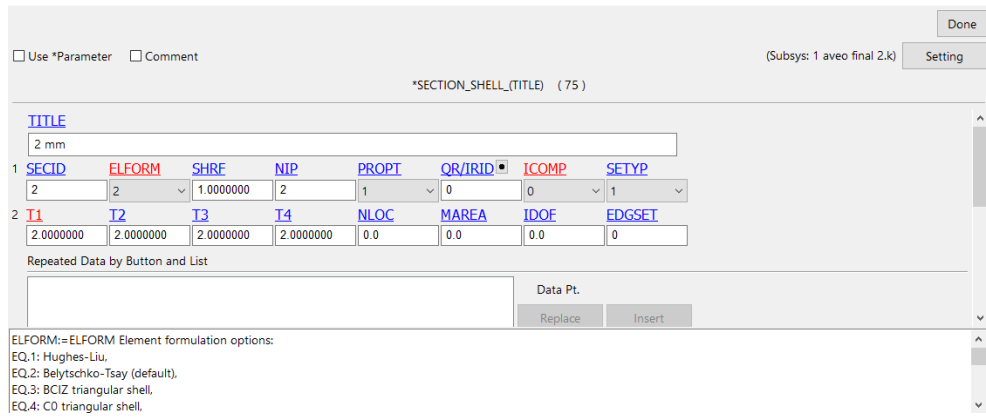 Done
Use *Parameter Comment (Subsys: 1 aveo final 2.k) Setting
*SECTION_SHELL_(TITLE) (75)
TITLE
2 mm
1 SECID ELFORM SHRF NIP PROPT QR/IRID ICOMP SETYP
2 2 1.0000000 2 1 0 0 1
2 T1 T2 T3 T4 NLOC MAREA IDOF EDGSET
2.0000000 2.0000000 2.0000000 2.0000000 0.0 0.0 0.0 0
Repeated Data by Button and List
Data Pt.
Replace Insert
ELFORM:=ELFORM Element formulation options:
EQ.1: Hughes-Liu,
EQ.2: Belytschko-Tsay (default),
EQ.3: BCIZ triangular shell,
EQ.4: C0 triangular shell,